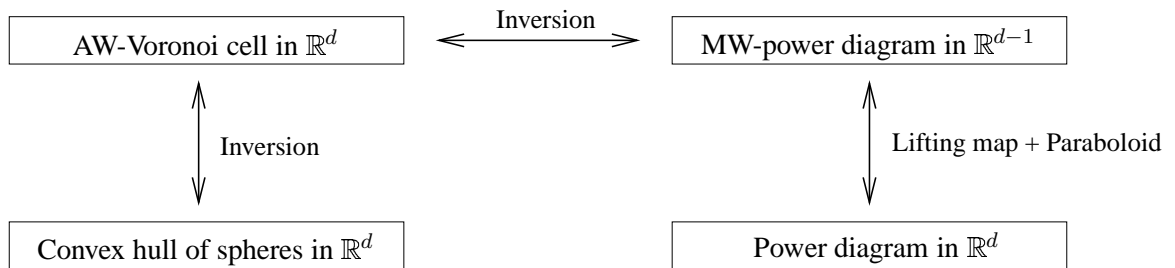 Inversion
AW-Voronoi cell in ℝ^d
MW-power diagram in ℝ^{d−1}
Inversion
Lifting map + Paraboloid
Convex hull of spheres in ℝ^d
Power diagram in ℝ^d